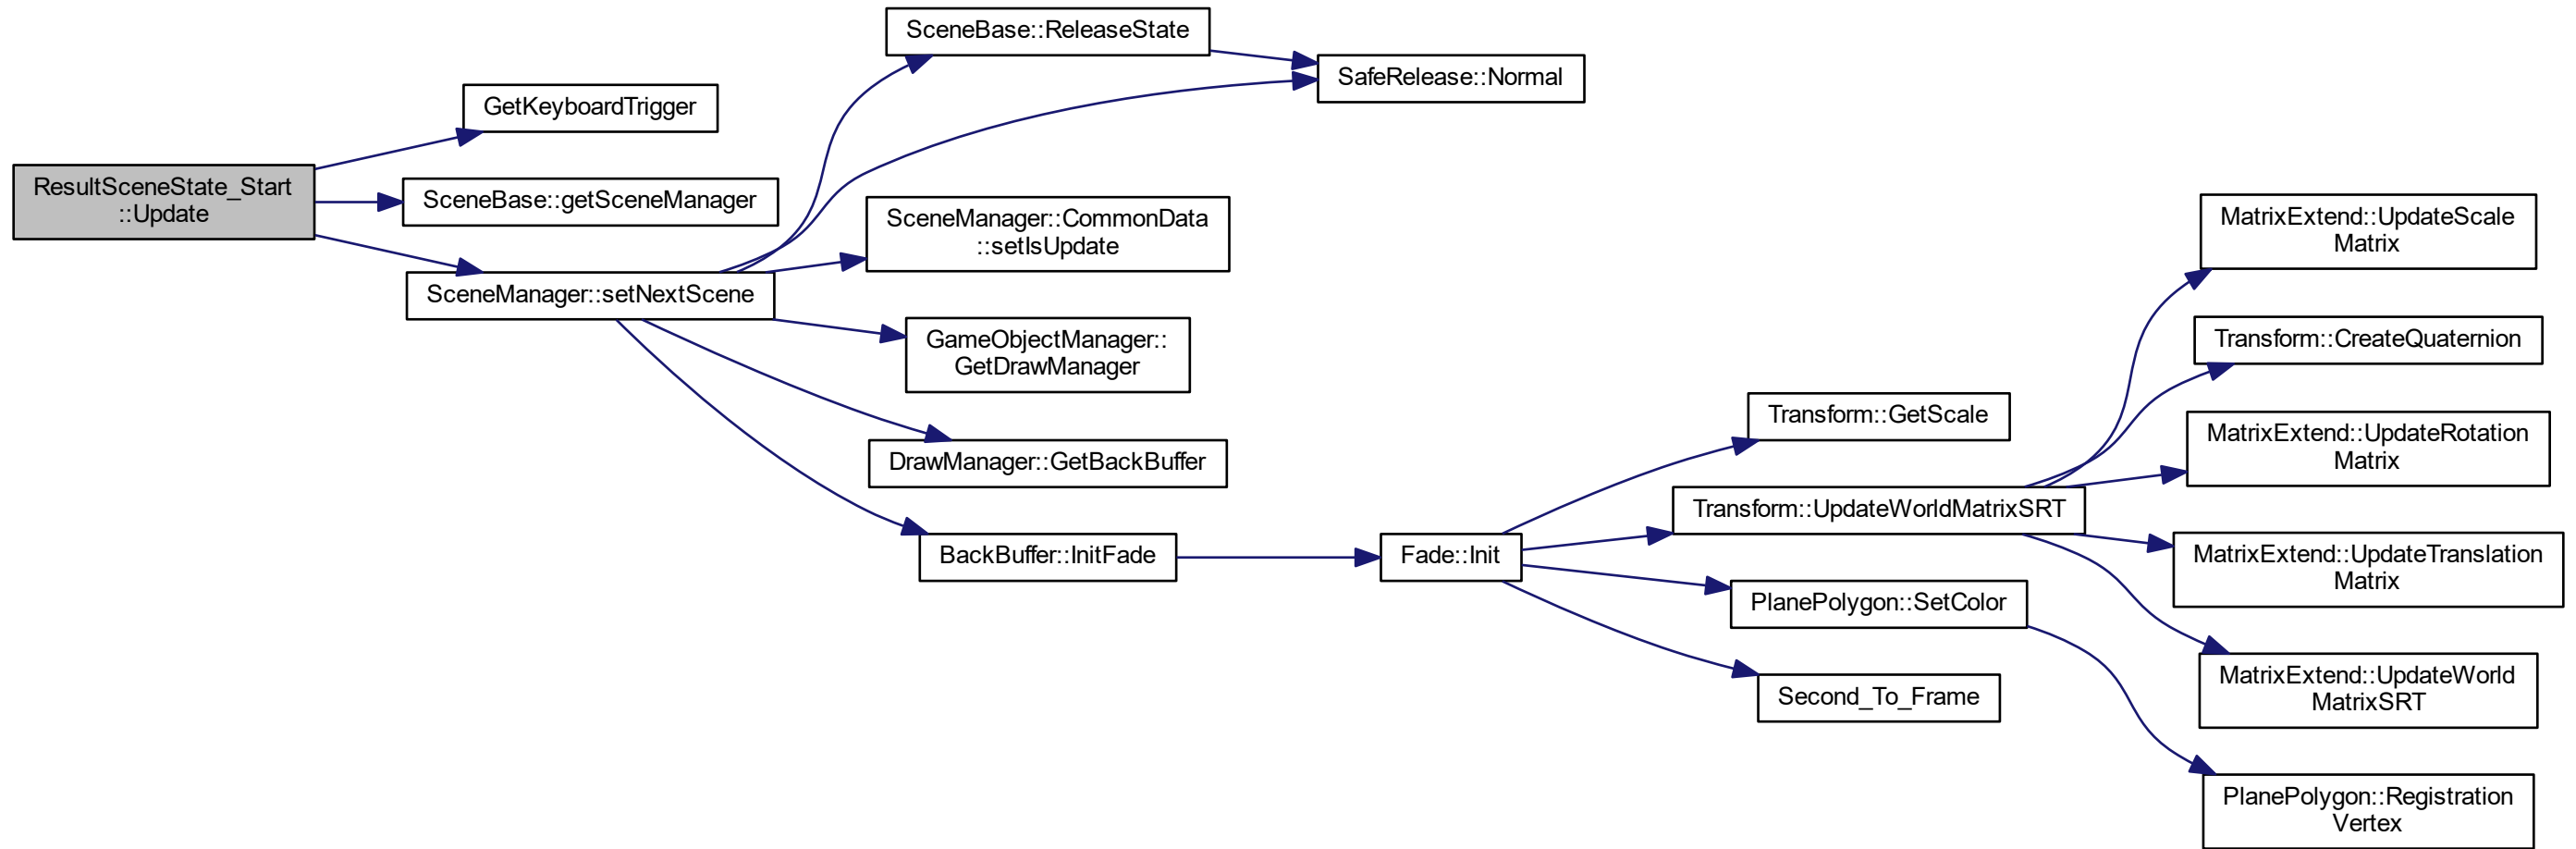 ResultSceneState_Start
::Update
GetKeyboardTrigger
SceneBase::getSceneManager
SceneManager::setNextScene
SceneBase::ReleaseState
SafeRelease::Normal
SceneManager::CommonData
::setIsUpdate
GameObjectManager::
GetDrawManager
DrawManager::GetBackBuffer
BackBuffer::InitFade
Fade::Init
Transform::GetScale
Transform::UpdateWorldMatrixSRT
PlanePolygon::SetColor
Second_To_Frame
MatrixExtend::UpdateScale
Matrix
Transform::CreateQuaternion
MatrixExtend::UpdateRotation
Matrix
MatrixExtend::UpdateTranslation
Matrix
MatrixExtend::UpdateWorld
MatrixSRT
PlanePolygon::Registration
Vertex